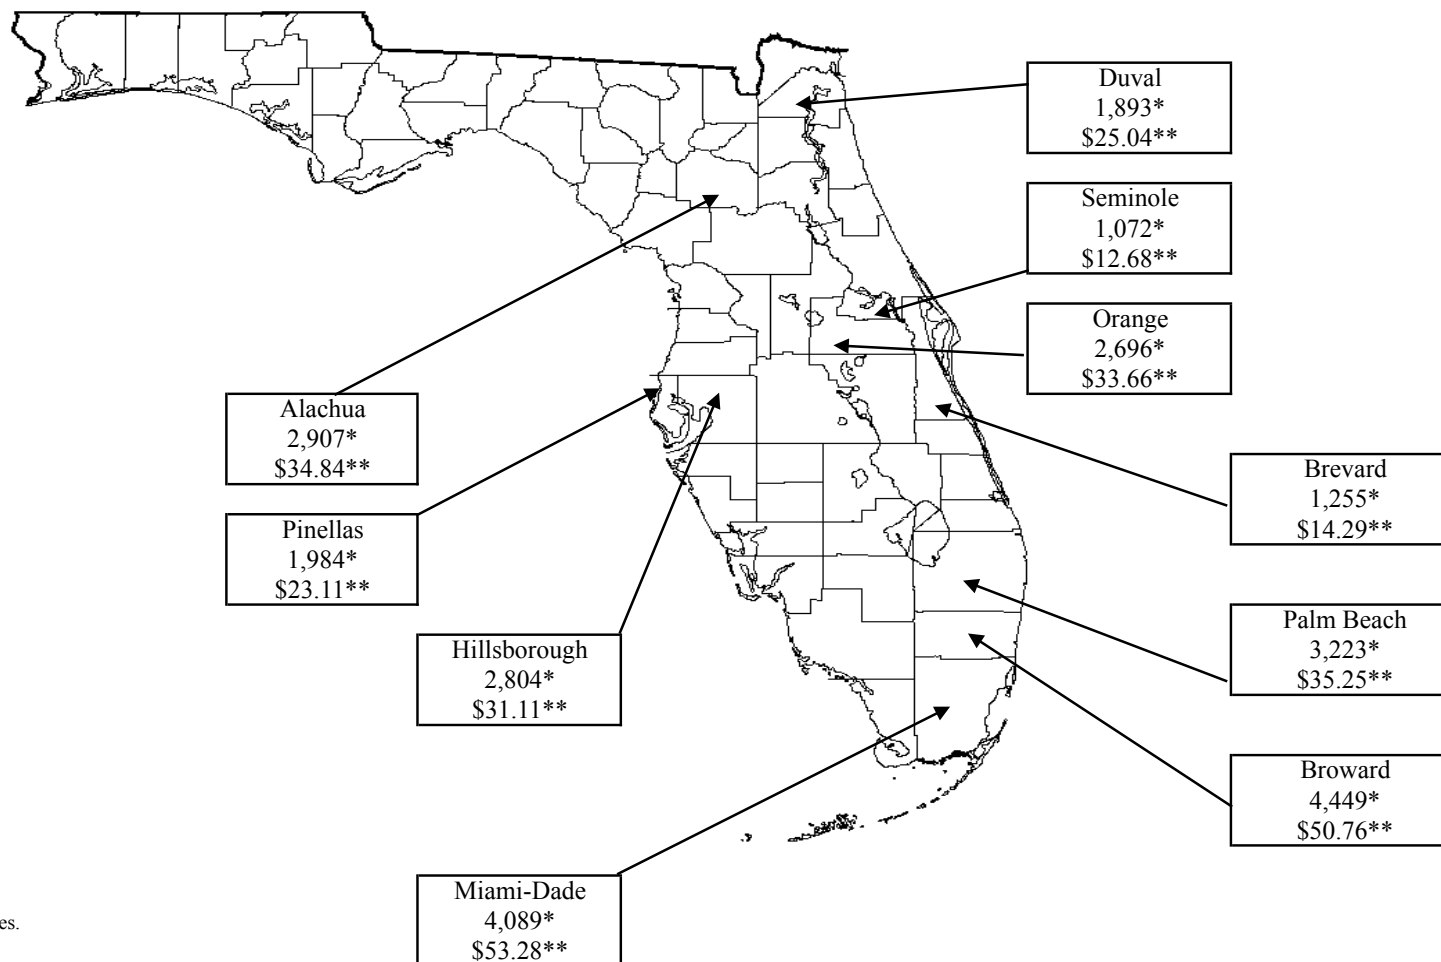 Duval
1,893*
$25.04**
Seminole
1,072*
$12.68**
Orange
2,696*
$33.66**
Alachua
2,907*
$34.84**
Brevard
1,255*
$14.29**
Pinellas
1,984*
$23.11**
Palm Beach
3,223*
$35.25**
Hillsborough
2,804*
$31.11**
Broward
4,449*
$50.76**
Miami-Dade
4,089*
$53.28**
es.